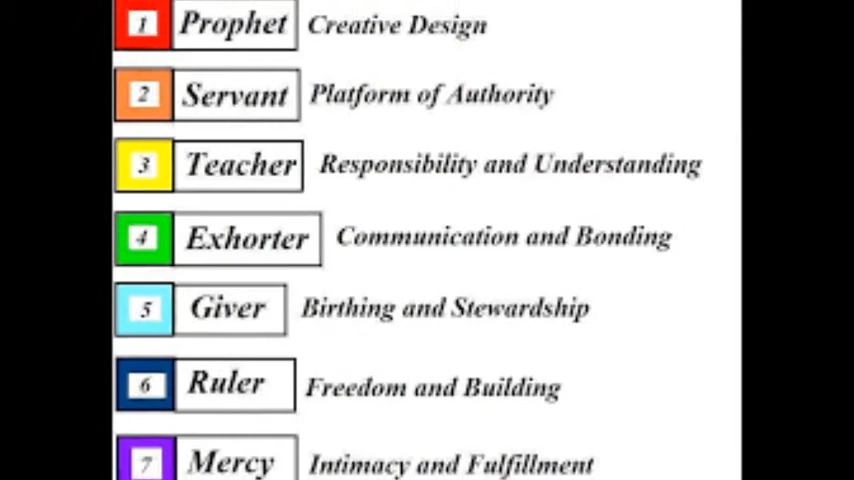 1 Prophet Creative Design
2 Servant Platform of Authority
3 Teacher Responsibility and Understanding
4 Exhorter Communication and Bonding
5 Giver Birthing and Stewardship
6 Ruler Freedom and Building
7 Mercy Intimacy and Fulfillment